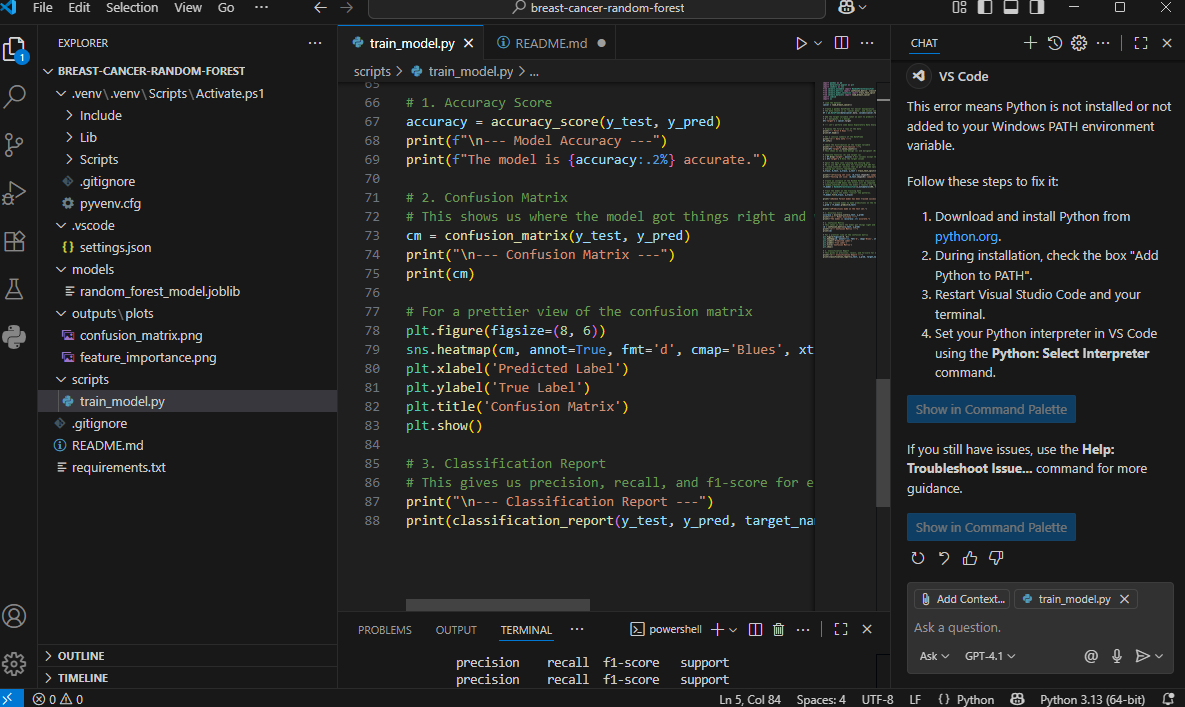 File Edit Selection View Go ...
breast-cancer-random-forest
EXPLORER
BREAST-CANCER-RANDOM-FOREST
.venv\.venv\Scripts\Activate.ps1
Include
Lib
Scripts
.gitignore
pyvenv.cfg
.vscode
{} settings.json
models
random_forest_model.joblib
outputs\plots
confusion_matrix.png
feature_importance.png
scripts
train_model.py
.gitignore
README.md
requirements.txt
OUTLINE
TIMELINE
1
train_model.py README.md
scripts > train_model.py > ...
65
66 # 1. Accuracy Score
67 accuracy = accuracy_score(y_test, y_pred)
68 print(f"\n--- Model Accuracy ---")
69 print(f"The model is {accuracy:.2%} accurate.")
70
71 # 2. Confusion Matrix
72 # This shows us where the model got things right and
73 cm = confusion_matrix(y_test, y_pred)
74 print("\n--- Confusion Matrix ---")
75 print(cm)
76
77 # For a prettier view of the confusion matrix
78 plt.figure(figsize=(8, 6))
79 sns.heatmap(cm, annot=True, fmt='d', cmap='Blues', xt
80 plt.xlabel('Predicted Label')
81 plt.ylabel('True Label')
82 plt.title('Confusion Matrix')
83 plt.show()
84
85 # 3. Classification Report
86 # This gives us precision, recall, and f1-score for e
87 print("\n--- Classification Report ---")
88 print(classification_report(y_test, y_pred, target_na
PROBLEMS OUTPUT TERMINAL ... powershell
precision recall f1-score support
precision recall f1-score support
CHAT
VS Code
This error means Python is not installed or not
added to your Windows PATH environment
variable.
Follow these steps to fix it:
1. Download and install Python from
python.org.
2. During installation, check the box "Add
Python to PATH".
3. Restart Visual Studio Code and your
terminal.
4. Set your Python interpreter in VS Code
using the Python: Select Interpreter
command.
Show in Command Palette
If you still have issues, use the Help:
Troubleshoot Issue... command for more
guidance.
Show in Command Palette
Add Context... train_model.py
Ask a question.
Ask GPT-4.1
0 0 Ln 5, Col 84 Spaces: 4 UTF-8 LF {} Python Python 3.13 (64-bit)